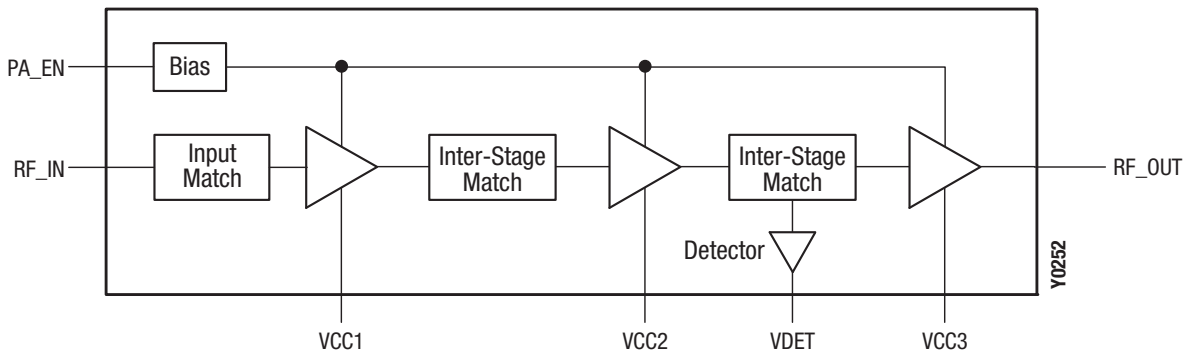 PA_EN
Bias
RF_IN
Input
Match
Inter-Stage
Match
Inter-Stage
Match
RF_OUT
Detector
Y0252
VCC1
VCC2
VDET
VCC3